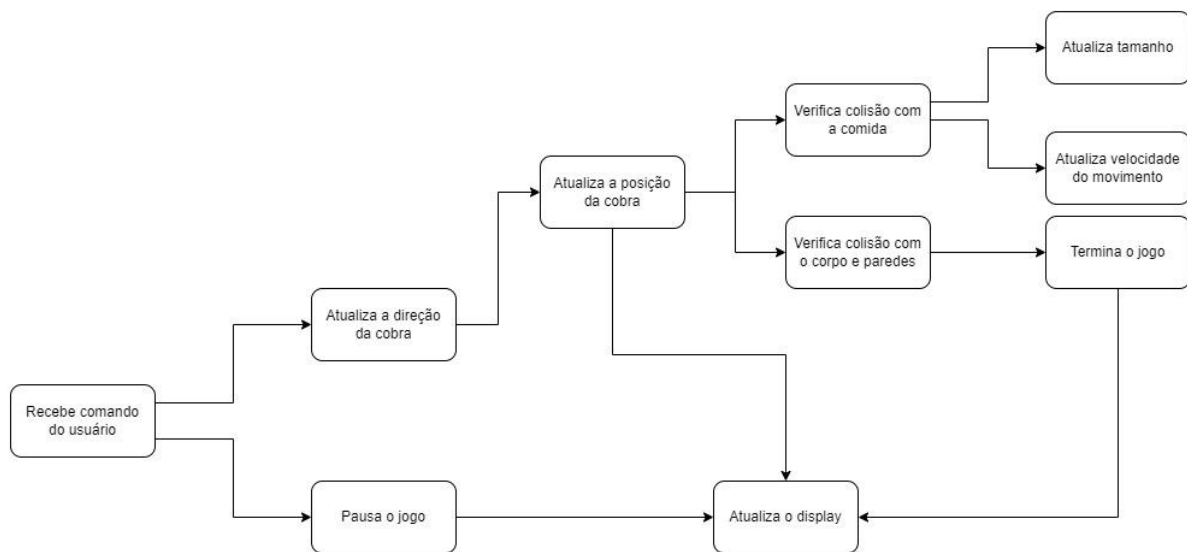 Atualiza tamanho
Verifica colisão com
a comida
Atualiza velocidade
do movimento
Atualiza a posição
da cobra
Verifica colisão com
o corpo e paredes
Termina o jogo
Atualiza a direção
da cobra
Recebe comando
do usuário
Pausa o jogo
Atualiza o display